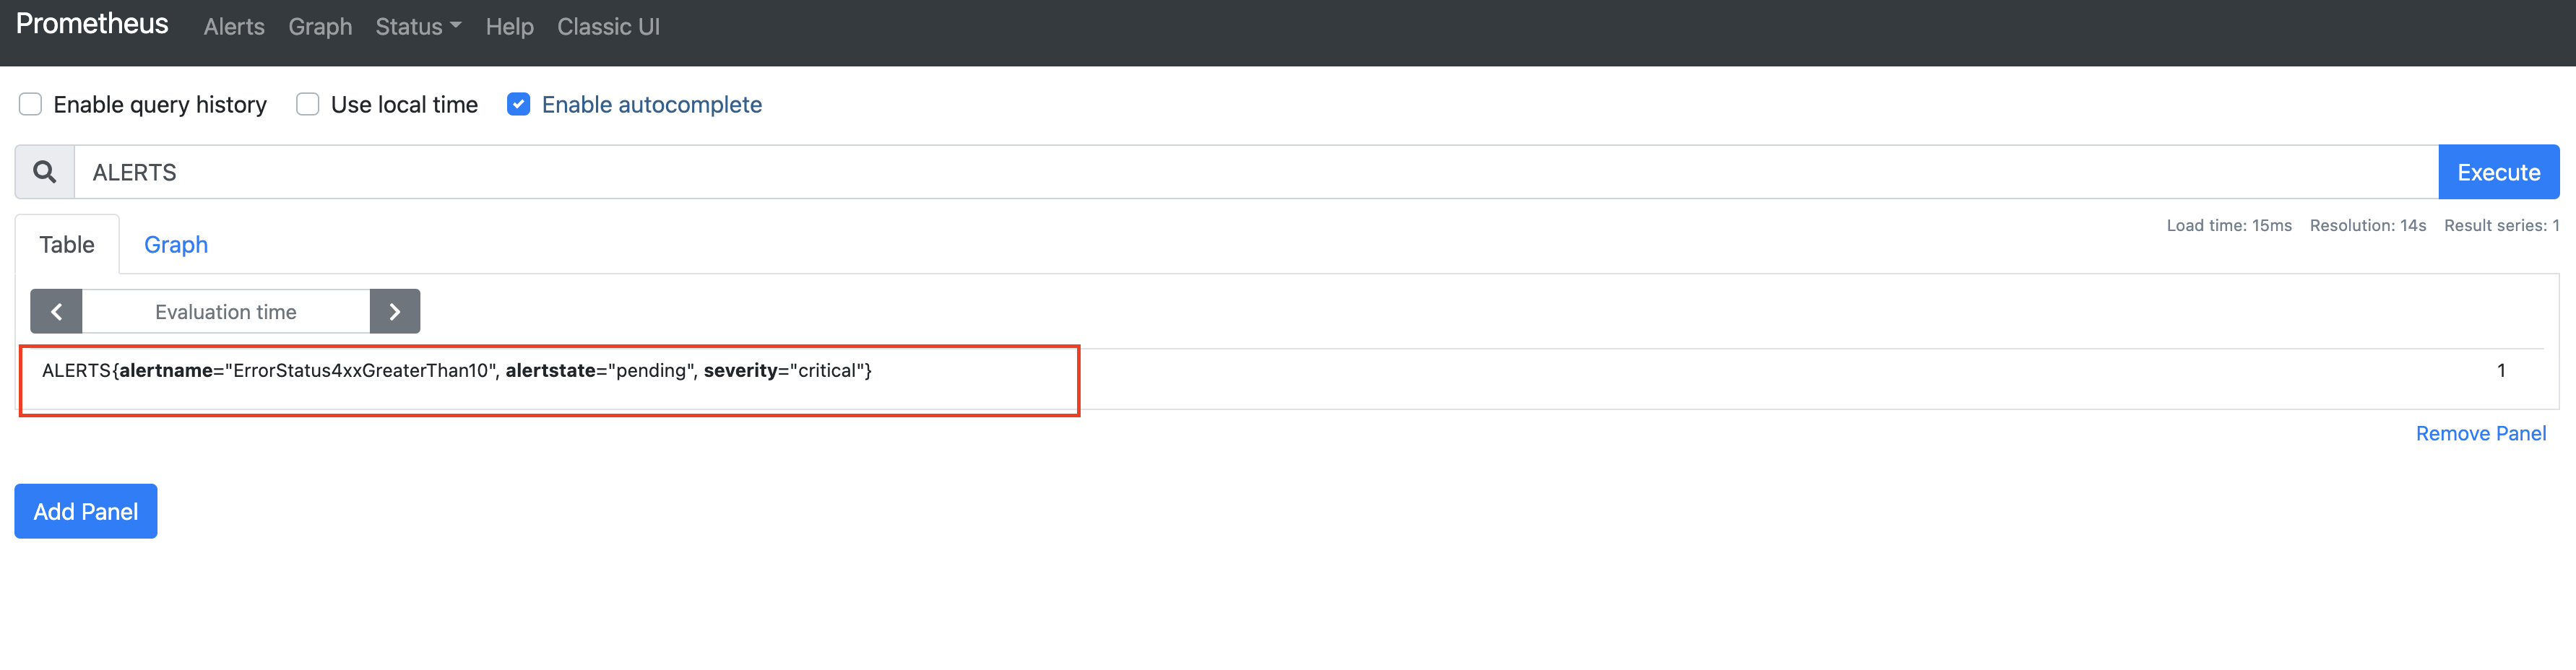 Prometheus Alerts Graph Status Help Classic UI
Enable query history Use local time Enable autocomplete
ALERTS Execute
Load time: 15ms Resolution: 14s Result series: 1
Table Graph
Evaluation time
ALERTS{alertname="ErrorStatus4xxGreaterThan10", alertstate="pending", severity="critical"} 1
Remove Panel
Add Panel